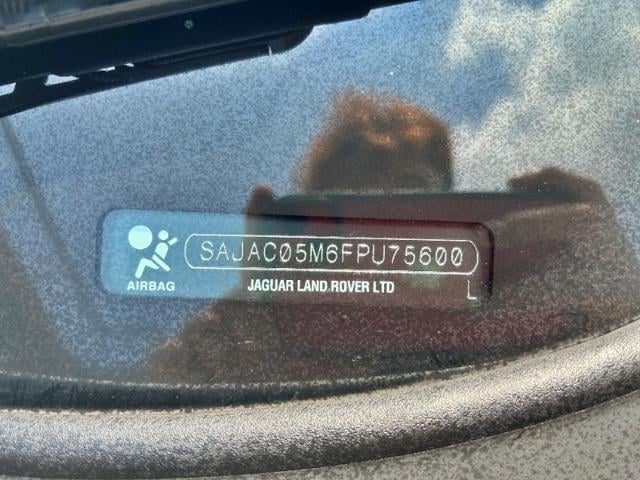 SAJAC05M6FPU75600
AIRBAG
JAGUAR LAND ROVER LTD
L